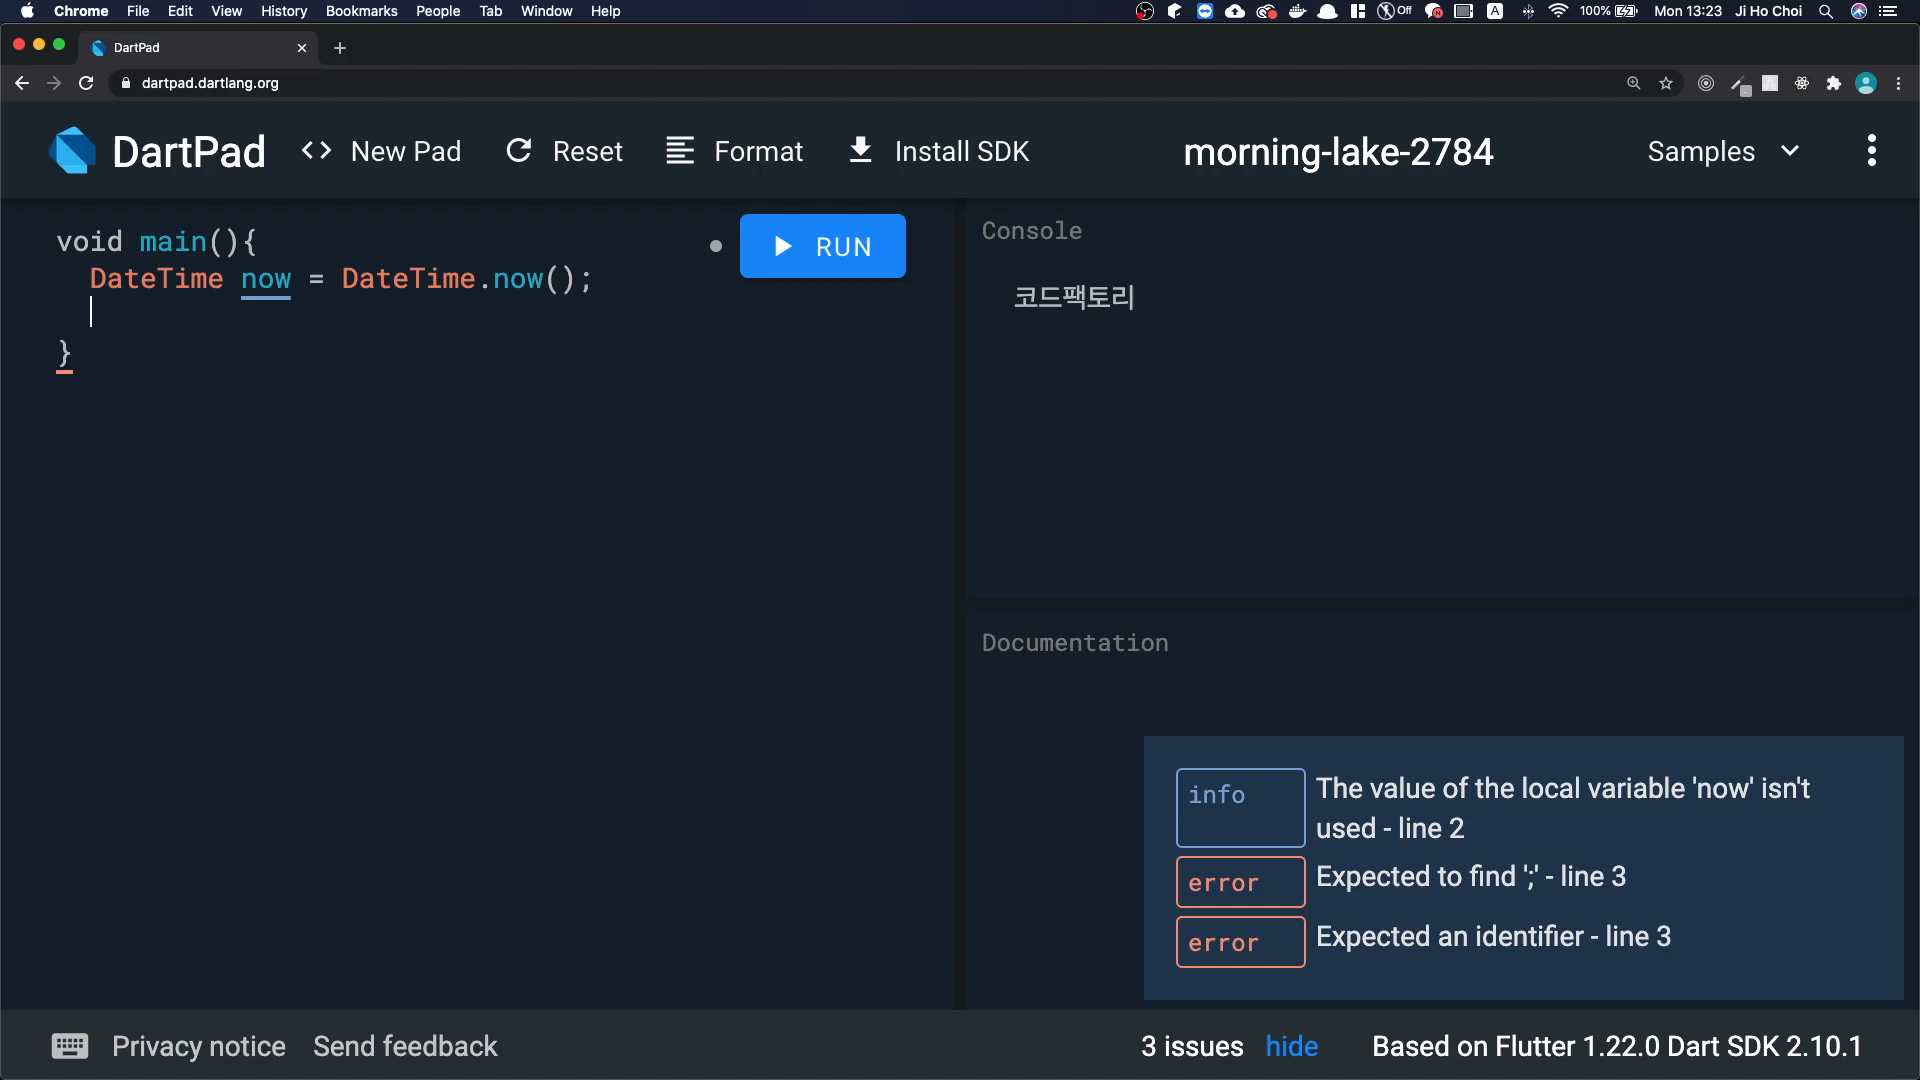 Chrome File Edit View History Bookmarks People Tab Window Help Off 100% Mon 13:23 Ji Ho Choi
DartPad
dartpad.dartlang.org
DartPad <> New Pad Reset Format Install SDK morning-lake-2784 Samples
void main(){
DateTime now = DateTime.now();
}
RUN
Console
코드팩토리
Documentation
info The value of the local variable 'now' isn't
used - line 2
error Expected to find ';' - line 3
error Expected an identifier - line 3
Privacy notice Send feedback 3 issues hide Based on Flutter 1.22.0 Dart SDK 2.10.1